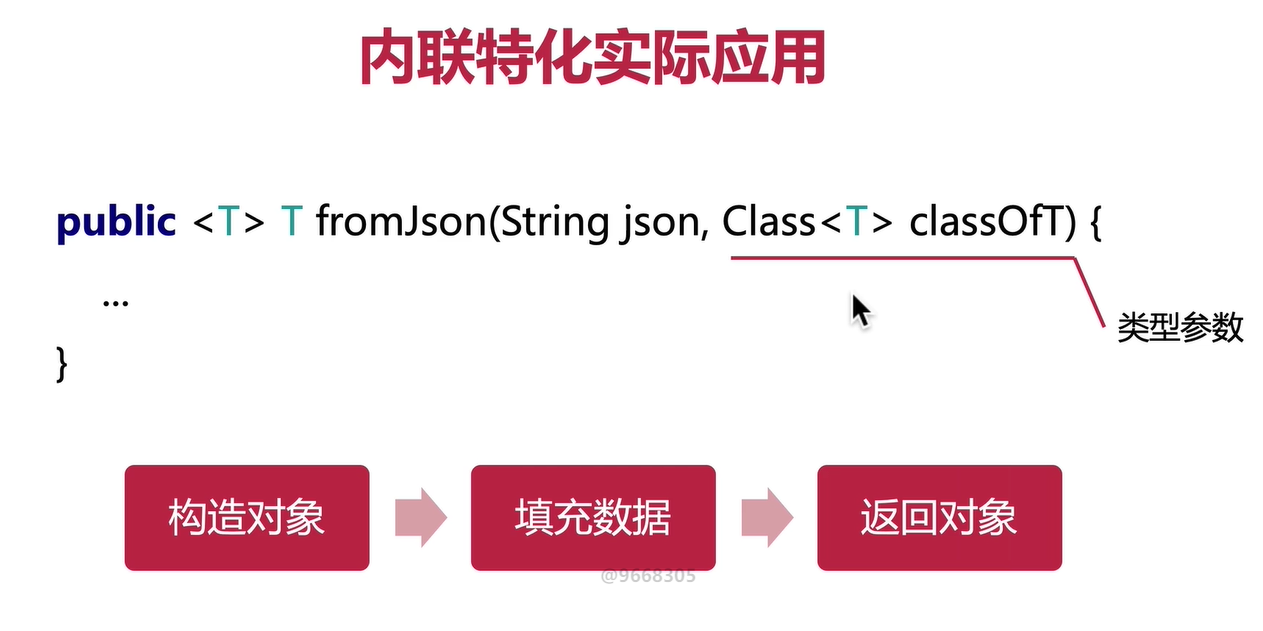 内联特化实际应用
public <T> T fromJson(String json, Class<T> classOfT) {
...
类型参数
}
构造对象
填充数据
返回对象
@9668305